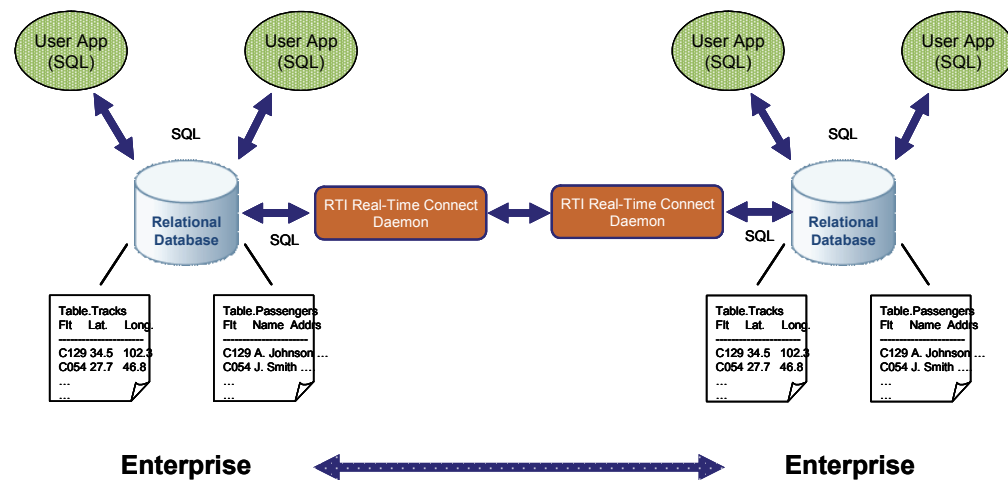 User App
(SQL)
User App
(SQL)
User App
(SQL)
User App
(SQL)
SQL
SQL
Relational
Database
SQL
RTI Real-Time Connect
Daemon
RTI Real-Time Connect
Daemon
SQL
Relational
Database
Table.Tracks
Flt Lat. Long.
----------------------
C129 34.5 102.3
C054 27.7 46.8
...
...
Table.Passengers
Flt Name Addrs
----------------------
C129 A. Johnson ...
C054 J. Smith ...
...
...
Table.Tracks
Flt Lat. Long.
----------------------
C129 34.5 102.3
C054 27.7 46.8
...
...
Table.Passengers
Flt Name Addrs
----------------------
C129 A. Johnson ...
C054 J. Smith ...
...
...
Enterprise
Enterprise